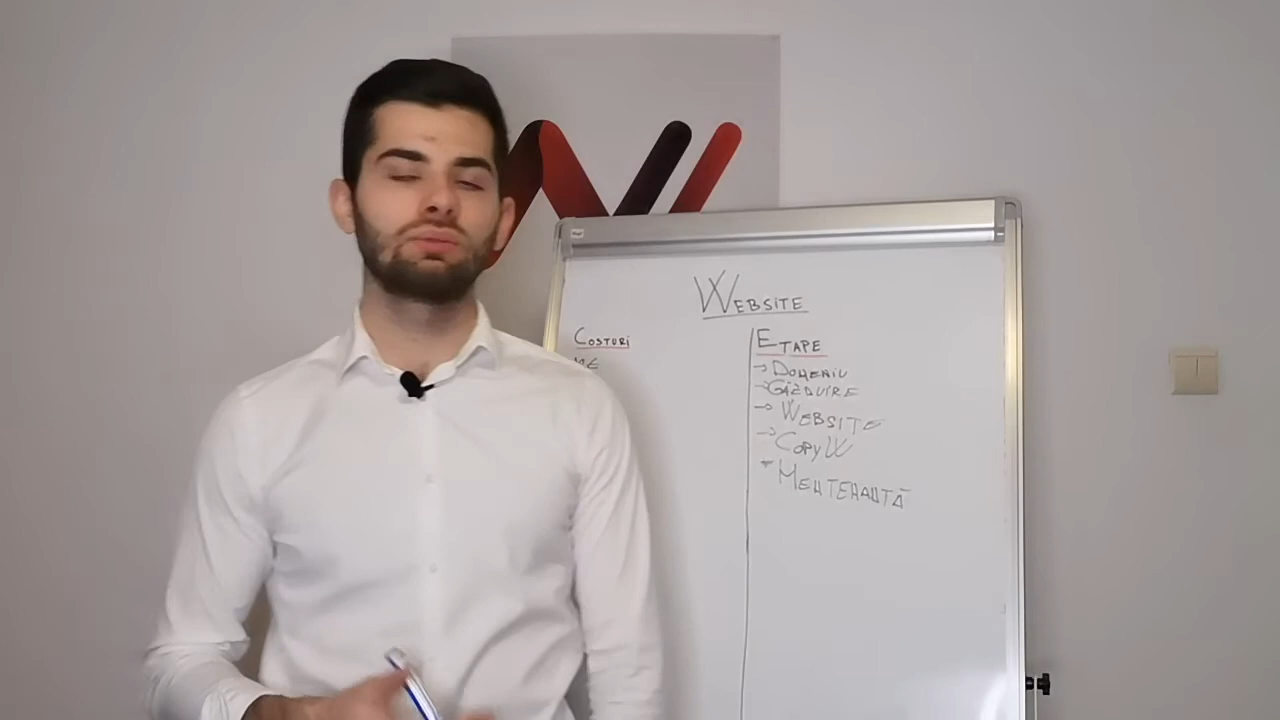 WEBSITE
COSTURi
ETAPE
→ DOMENIU
→ GĂZDUIRE
→ WEBSITE
→ COPYW
MENTENANȚĂ